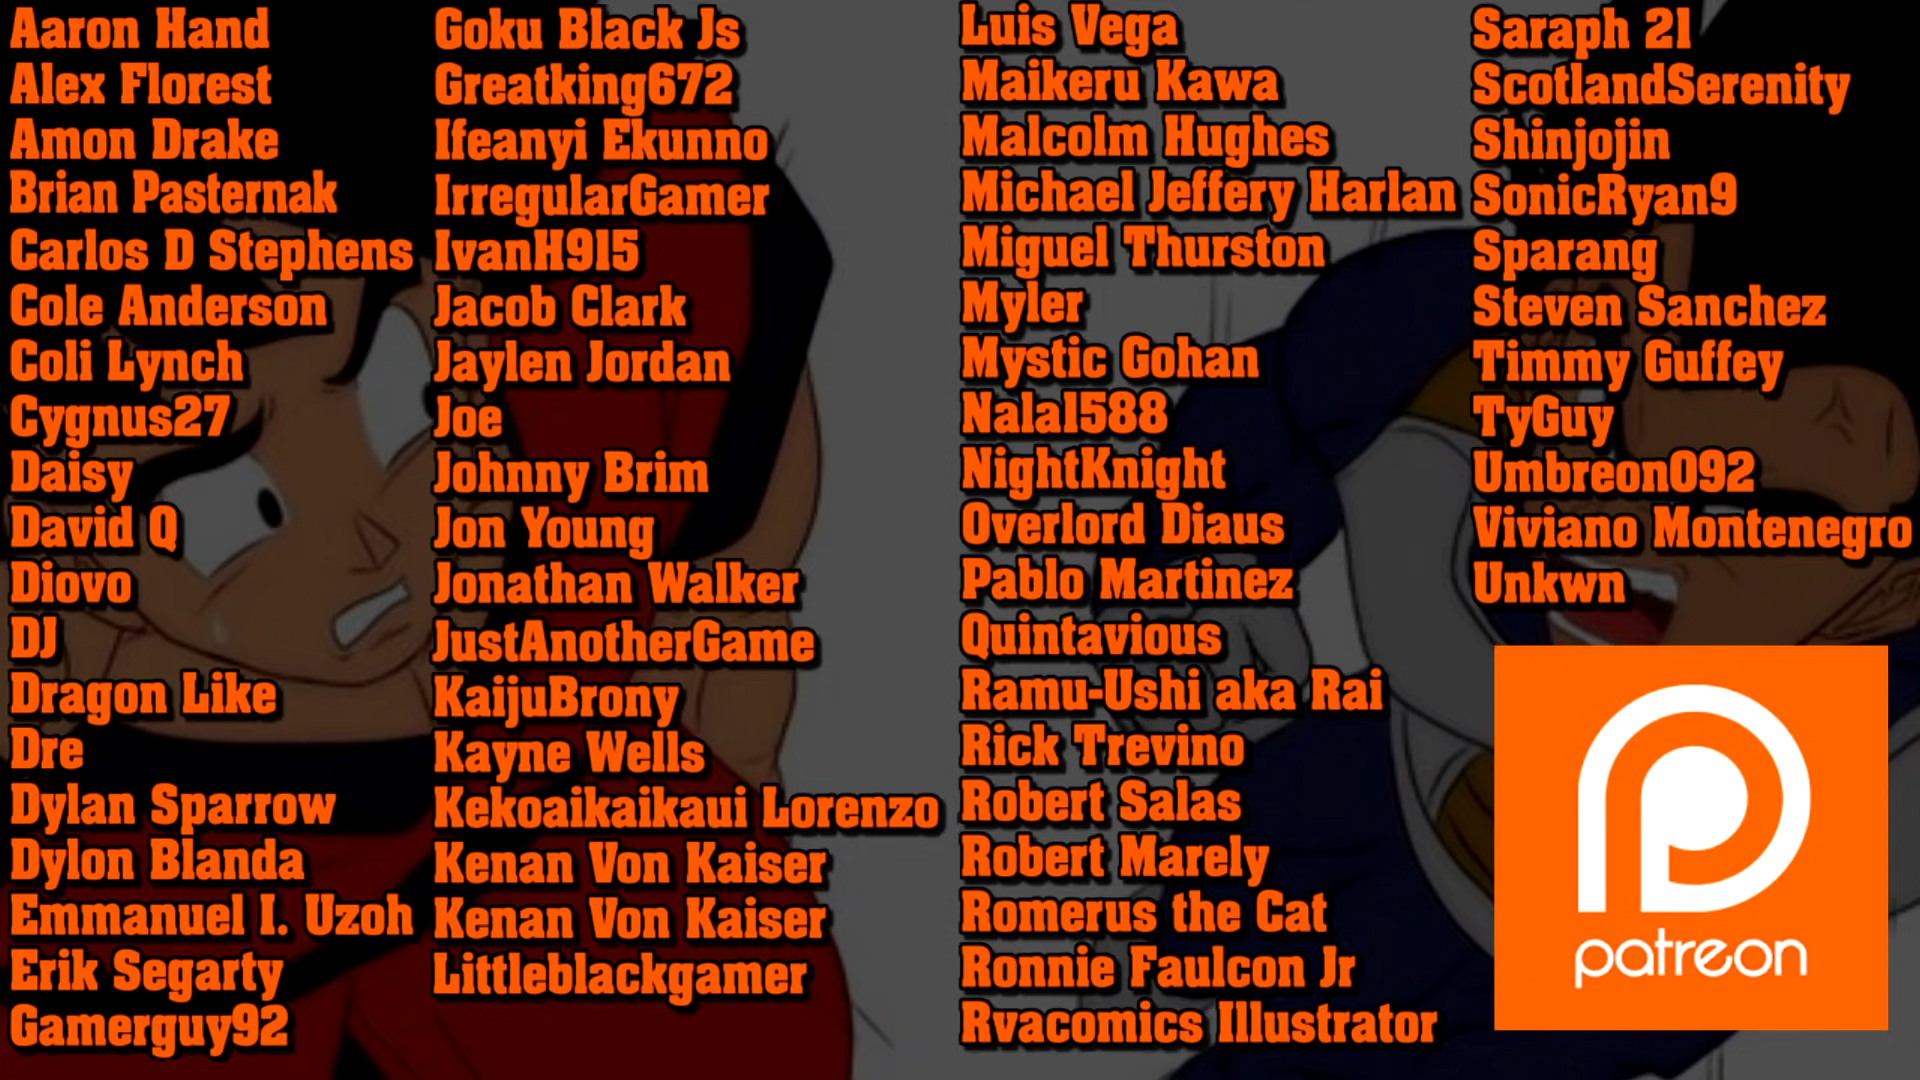 Aaron Hand
Alex Florest
Amon Drake
Brian Pasternak
Carlos D Stephens
Cole Anderson
Coli Lynch
Cygnus27
Daisy
David Q
Diovo
DJ
Dragon Like
Dre
Dylan Sparrow
Dylon Blanda
Emmanuel I. Uzoh
Erik Segarty
Gamerguy92
Goku Black Js
Greatking672
Ifeanyi Ekunno
IrregularGamer
IvanH915
Jacob Clark
Jaylen Jordan
Joe
Johnny Brim
Jon Young
Jonathan Walker
JustAnotherGame
KaijuBrony
Kayne Wells
Kekoaikaikaui Lorenzo
Kenan Von Kaiser
Kenan Von Kaiser
Littleblackgamer
Luis Vega
Maikeru Kawa
Malcolm Hughes
Michael Jeffery Harlan
Miguel Thurston
Myler
Mystic Gohan
Nala1588
NightKnight
Overlord Diaus
Pablo Martinez
Quintavious
Ramu-Ushi aka Rai
Rick Trevino
Robert Salas
Robert Marely
Romerus the Cat
Ronnie Faulcon Jr
Rvacomics Illustrator
Saraph 21
ScotlandSerenity
Shinjojin
SonicRyan9
Sparang
Steven Sanchez
Timmy Guffey
TyGuy
Umbreon092
Viviano Montenegro
Unkwn
patreon